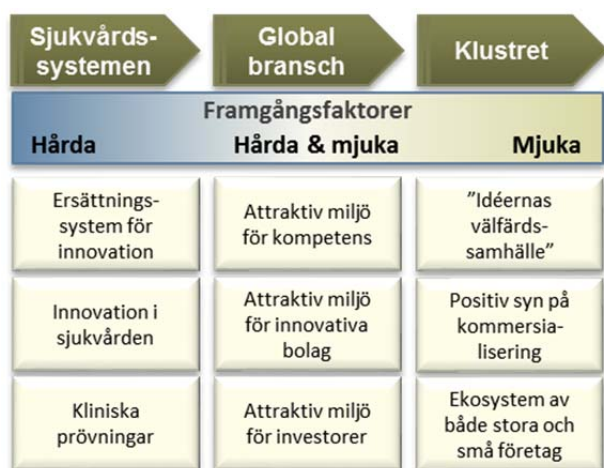 Sjukvårds-
systemen
Global
bransch
Klustret
Framgångsfaktorer
Hårda
Hårda & mjuka
Mjuka
Ersättnings-
system för
innovation
Attraktiv miljö
för kompetens
”Idéernas
välfärds-
samhälle”
Innovation i
sjukvården
Attraktiv miljö
för innovativa
bolag
Positiv syn på
kommersia-
lisering
Kliniska
prövningar
Attraktiv miljö
för investorer
Ekosystem av
både stora och
små företag